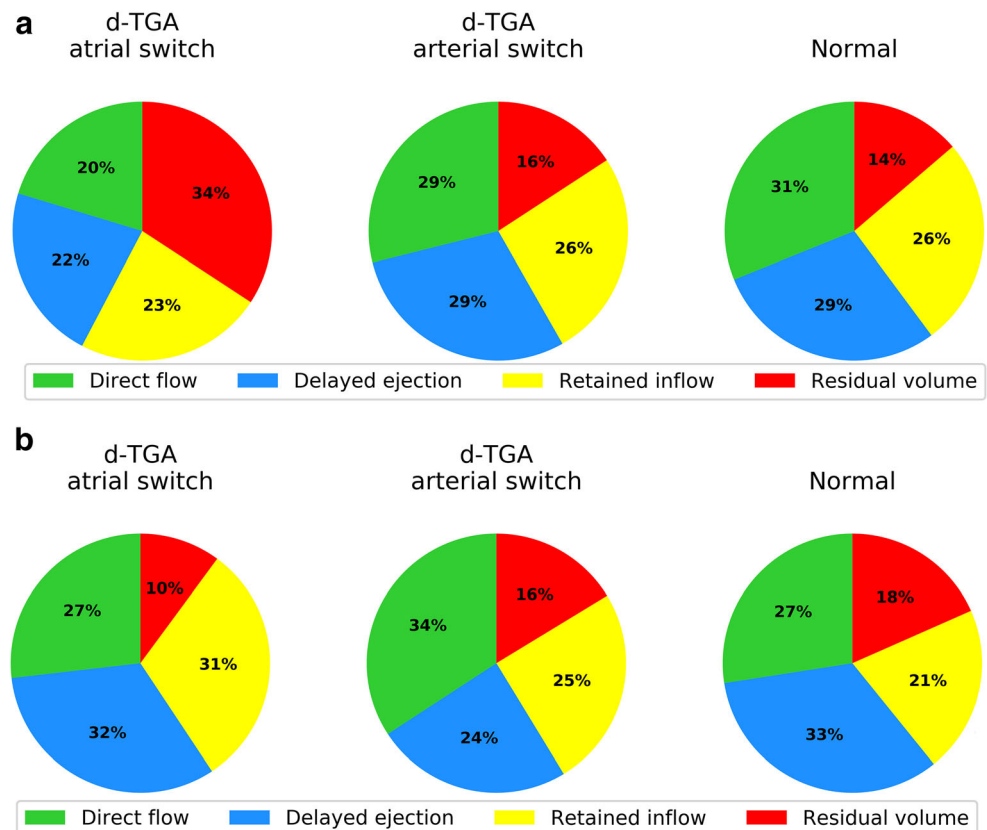 a
d-TGA
atrial switch
d-TGA
arterial switch
Normal
20%
34%
22%
23%
29%
16%
26%
29%
31%
14%
26%
29%
Direct flow Delayed ejection Retained inflow Residual volume
b
d-TGA
atrial switch
d-TGA
arterial switch
Normal
27%
10%
31%
32%
34%
16%
25%
24%
27%
18%
21%
33%
Direct flow Delayed ejection Retained inflow Residual volume